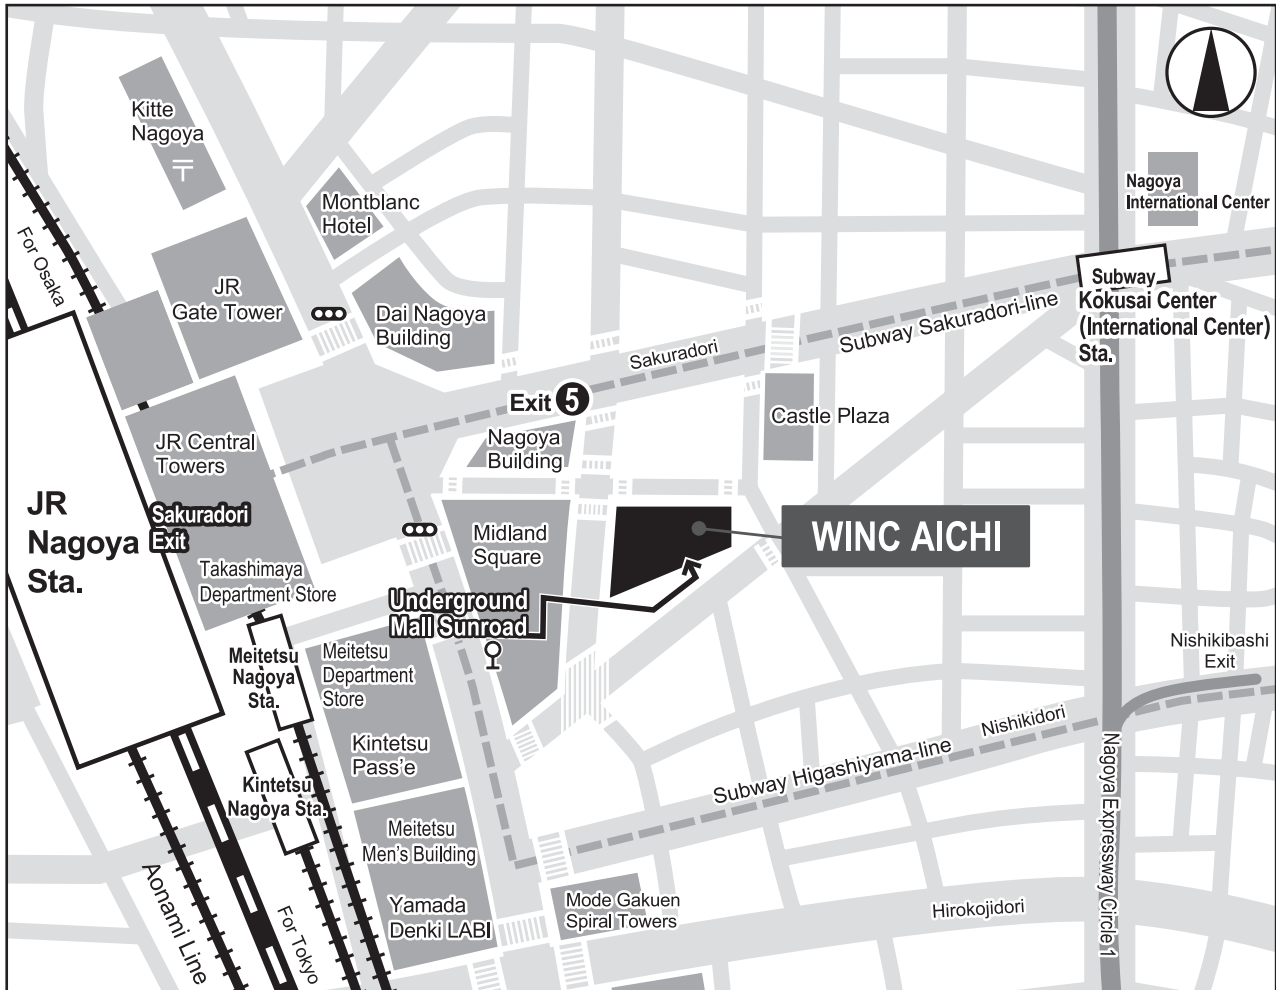 Kitte
Nagoya
〒
Montblanc
Hotel
Nagoya
International Center
For Osaka
JR
Gate Tower
Dai Nagoya
Building
Subway
Kokusai Center
(International Center)
Sta.
Subway Sakuradori-line
Sakuradori
Exit 5
Castle Plaza
Nagoya
Building
JR Central
Towers
JR
Nagoya
Sta.
Sakuradori
Exit
Midland
Square
WINC AICHI
Takashimaya
Department Store
Underground
Mall Sunroad
Meitetsu
Nagoya
Sta.
Meitetsu
Department
Store
Nishikibashi
Exit
Kintetsu
Pass'e
Nishikidori
Subway Higashiyama-line
Kintetsu
Nagoya Sta.
Nagoya Expressway Circle 1
Meitetsu
Men's Building
Aonami Line
For Tokyo
Yamada
Denki LABI
Mode Gakuen
Spiral Towers
Hirokojidori